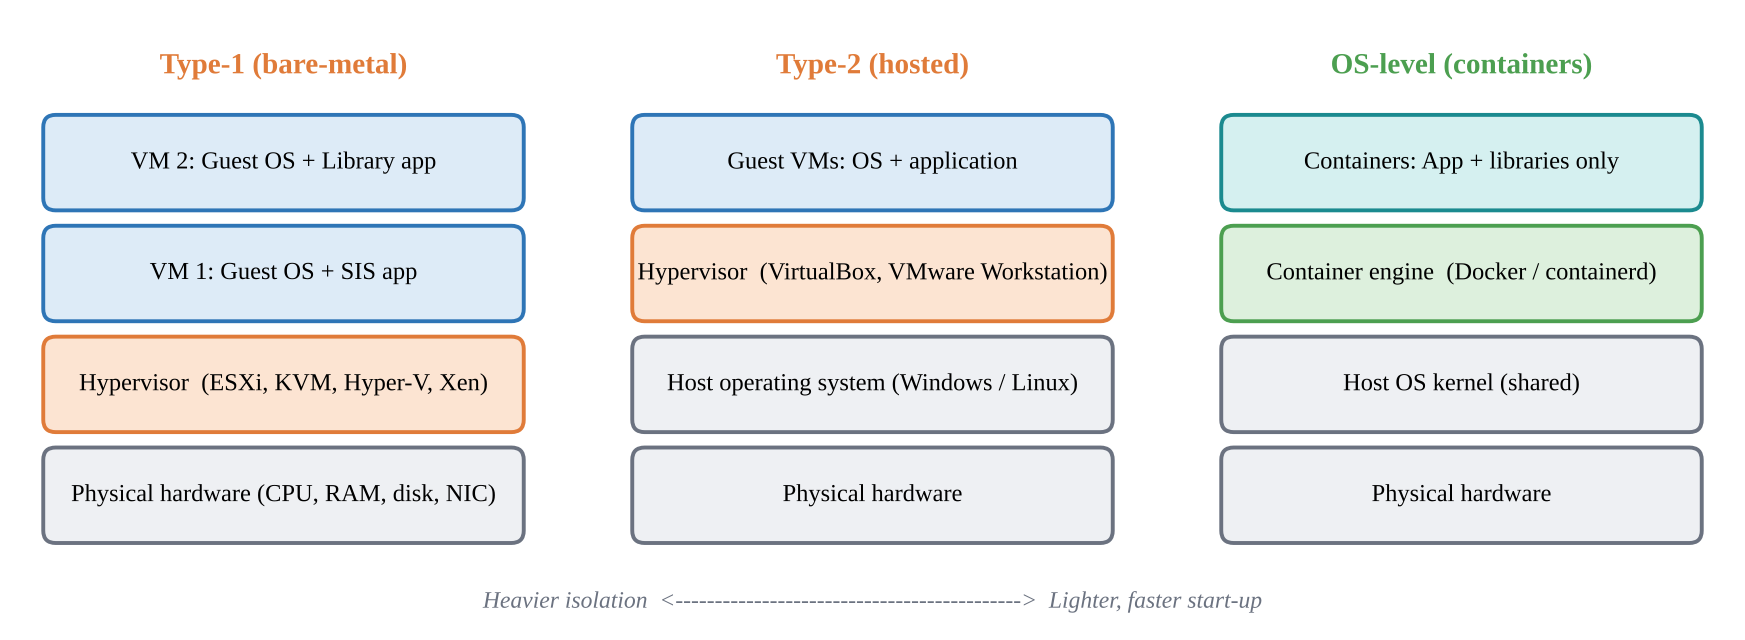 Type-1 (bare-metal)
VM 2: Guest OS + Library app
VM 1: Guest OS + SIS app
Hypervisor  (ESXi, KVM, Hyper-V, Xen)
Physical hardware (CPU, RAM, disk, NIC)
Type-2 (hosted)
Guest VMs: OS + application
Hypervisor  (VirtualBox, VMware Workstation)
Host operating system (Windows / Linux)
Physical hardware
OS-level (containers)
Containers: App + libraries only
Container engine  (Docker / containerd)
Host OS kernel (shared)
Physical hardware
Heavier isolation  <-------------------------------------------->  Lighter, faster start-up